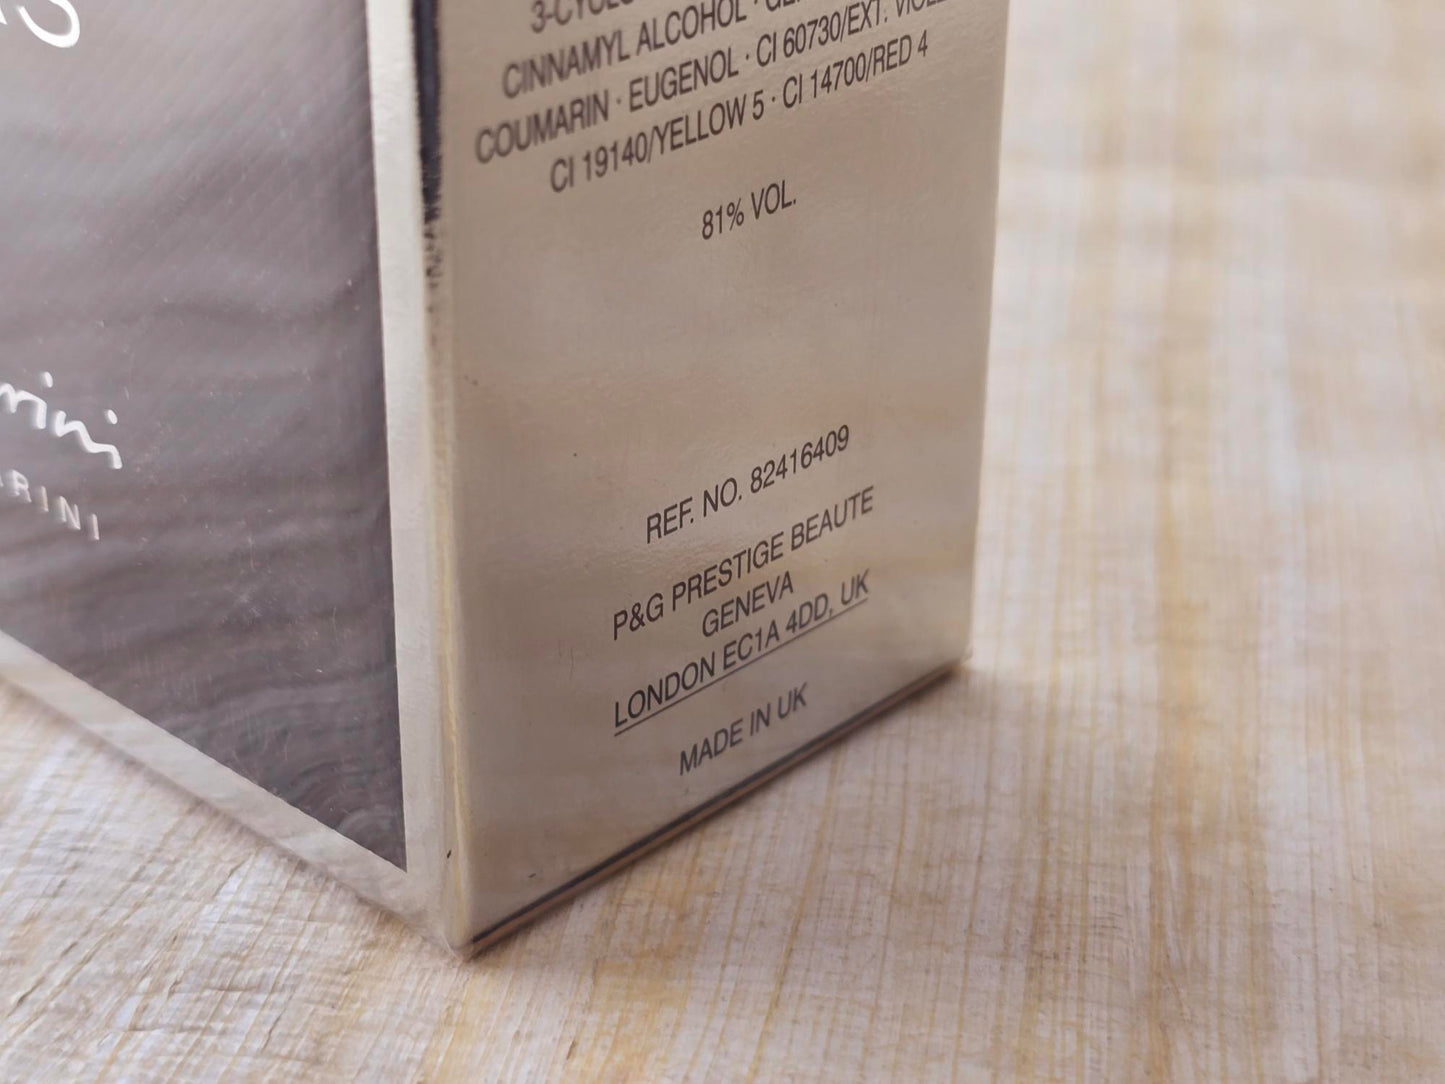 CINNAMYL ALCOHOL ·
COUMARIN · EUGENOL · CI 60730/EXT.
CI 19140/YELLOW 5 · CI 14700/RED 4
81% VOL.
REF. NO. 82416409
P&G PRESTIGE BEAUTE
GENEVA
LONDON EC1A 4DD, UK
MADE IN UK